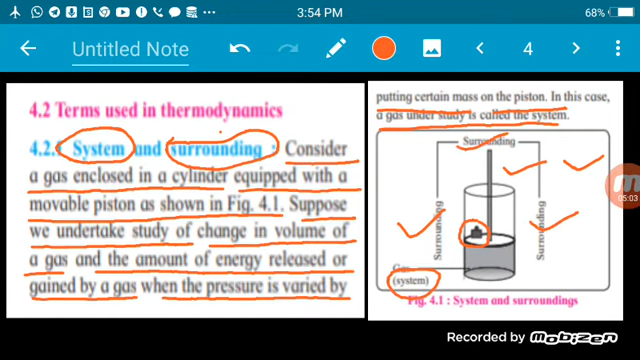 3:54 PM
68%
Untitled Note
4
4.2 Terms used in thermodynamics
4.2.1 System and surrounding : Consider
a gas enclosed in a cylinder equipped with a
movable piston as shown in Fig. 4.1. Suppose
we undertake study of change in volume of
a gas and the amount of energy released or
gained by a gas when the pressure is varied by
putting certain mass on the piston. In this case,
a gas under study is called the system.
Surrounding
Surrounding
Surrounding
Gas
(system)
Fig. 4.1 : System and surroundings
05:03
Recorded by Mobizen